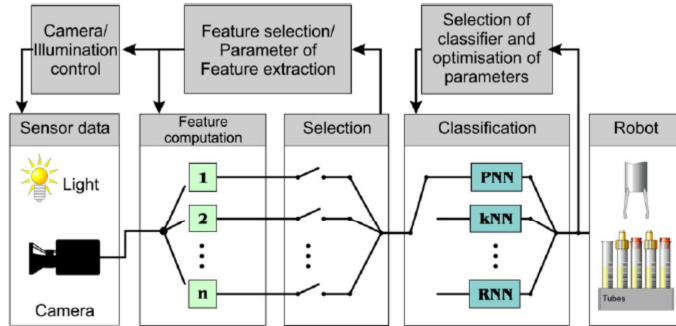 Camera/
Illumination
control
Feature selection/
Parameter of
Feature extraction
Selection of
classifier and
optimisation of
parameters
Sensor data
Feature
computation
Selection
Classification
Robot
Light
Camera
1
2
n
PNN
kNN
RNN
Tubes